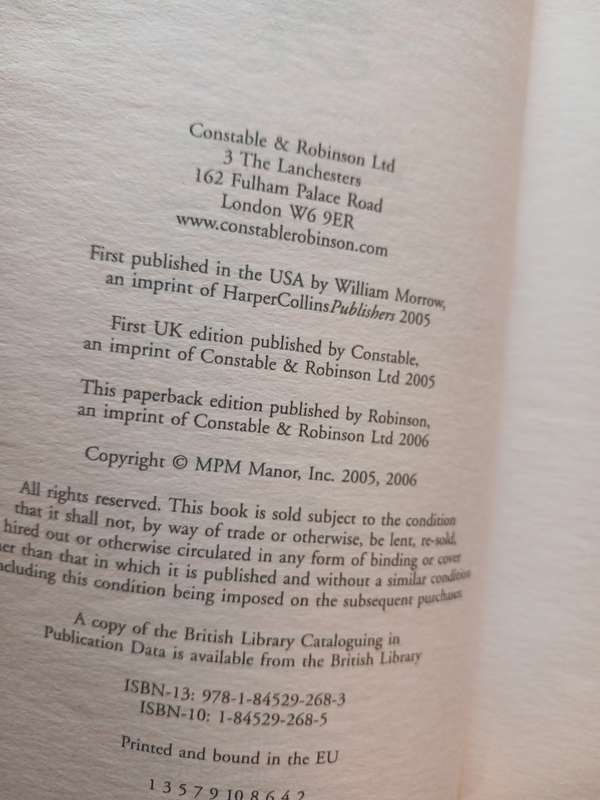 Constable & Robinson Ltd
3 The Lanchesters
162 Fulham Palace Road
London W6 9ER
www.constablerobinson.com
First published in the USA by William Morrow,
an imprint of HarperCollinsPublishers 2005
First UK edition published by Constable,
an imprint of Constable & Robinson Ltd 2005
This paperback edition published by Robinson,
an imprint of Constable & Robinson Ltd 2006
Copyright © MPM Manor, Inc. 2005, 2006
All rights reserved. This book is sold subject to the condition
that it shall not, by way of trade or otherwise, be lent, re-sold,
hired out or otherwise circulated in any form of binding or cover
than that in which it is published and without a similar condition
including this condition being imposed on the subsequent purchaser.
A copy of the British Library Cataloguing in
Publication Data is available from the British Library
ISBN-13: 978-1-84529-268-3
ISBN-10: 1-84529-268-5
Printed and bound in the EU
1 3 5 7 9 10 8 6 4 2